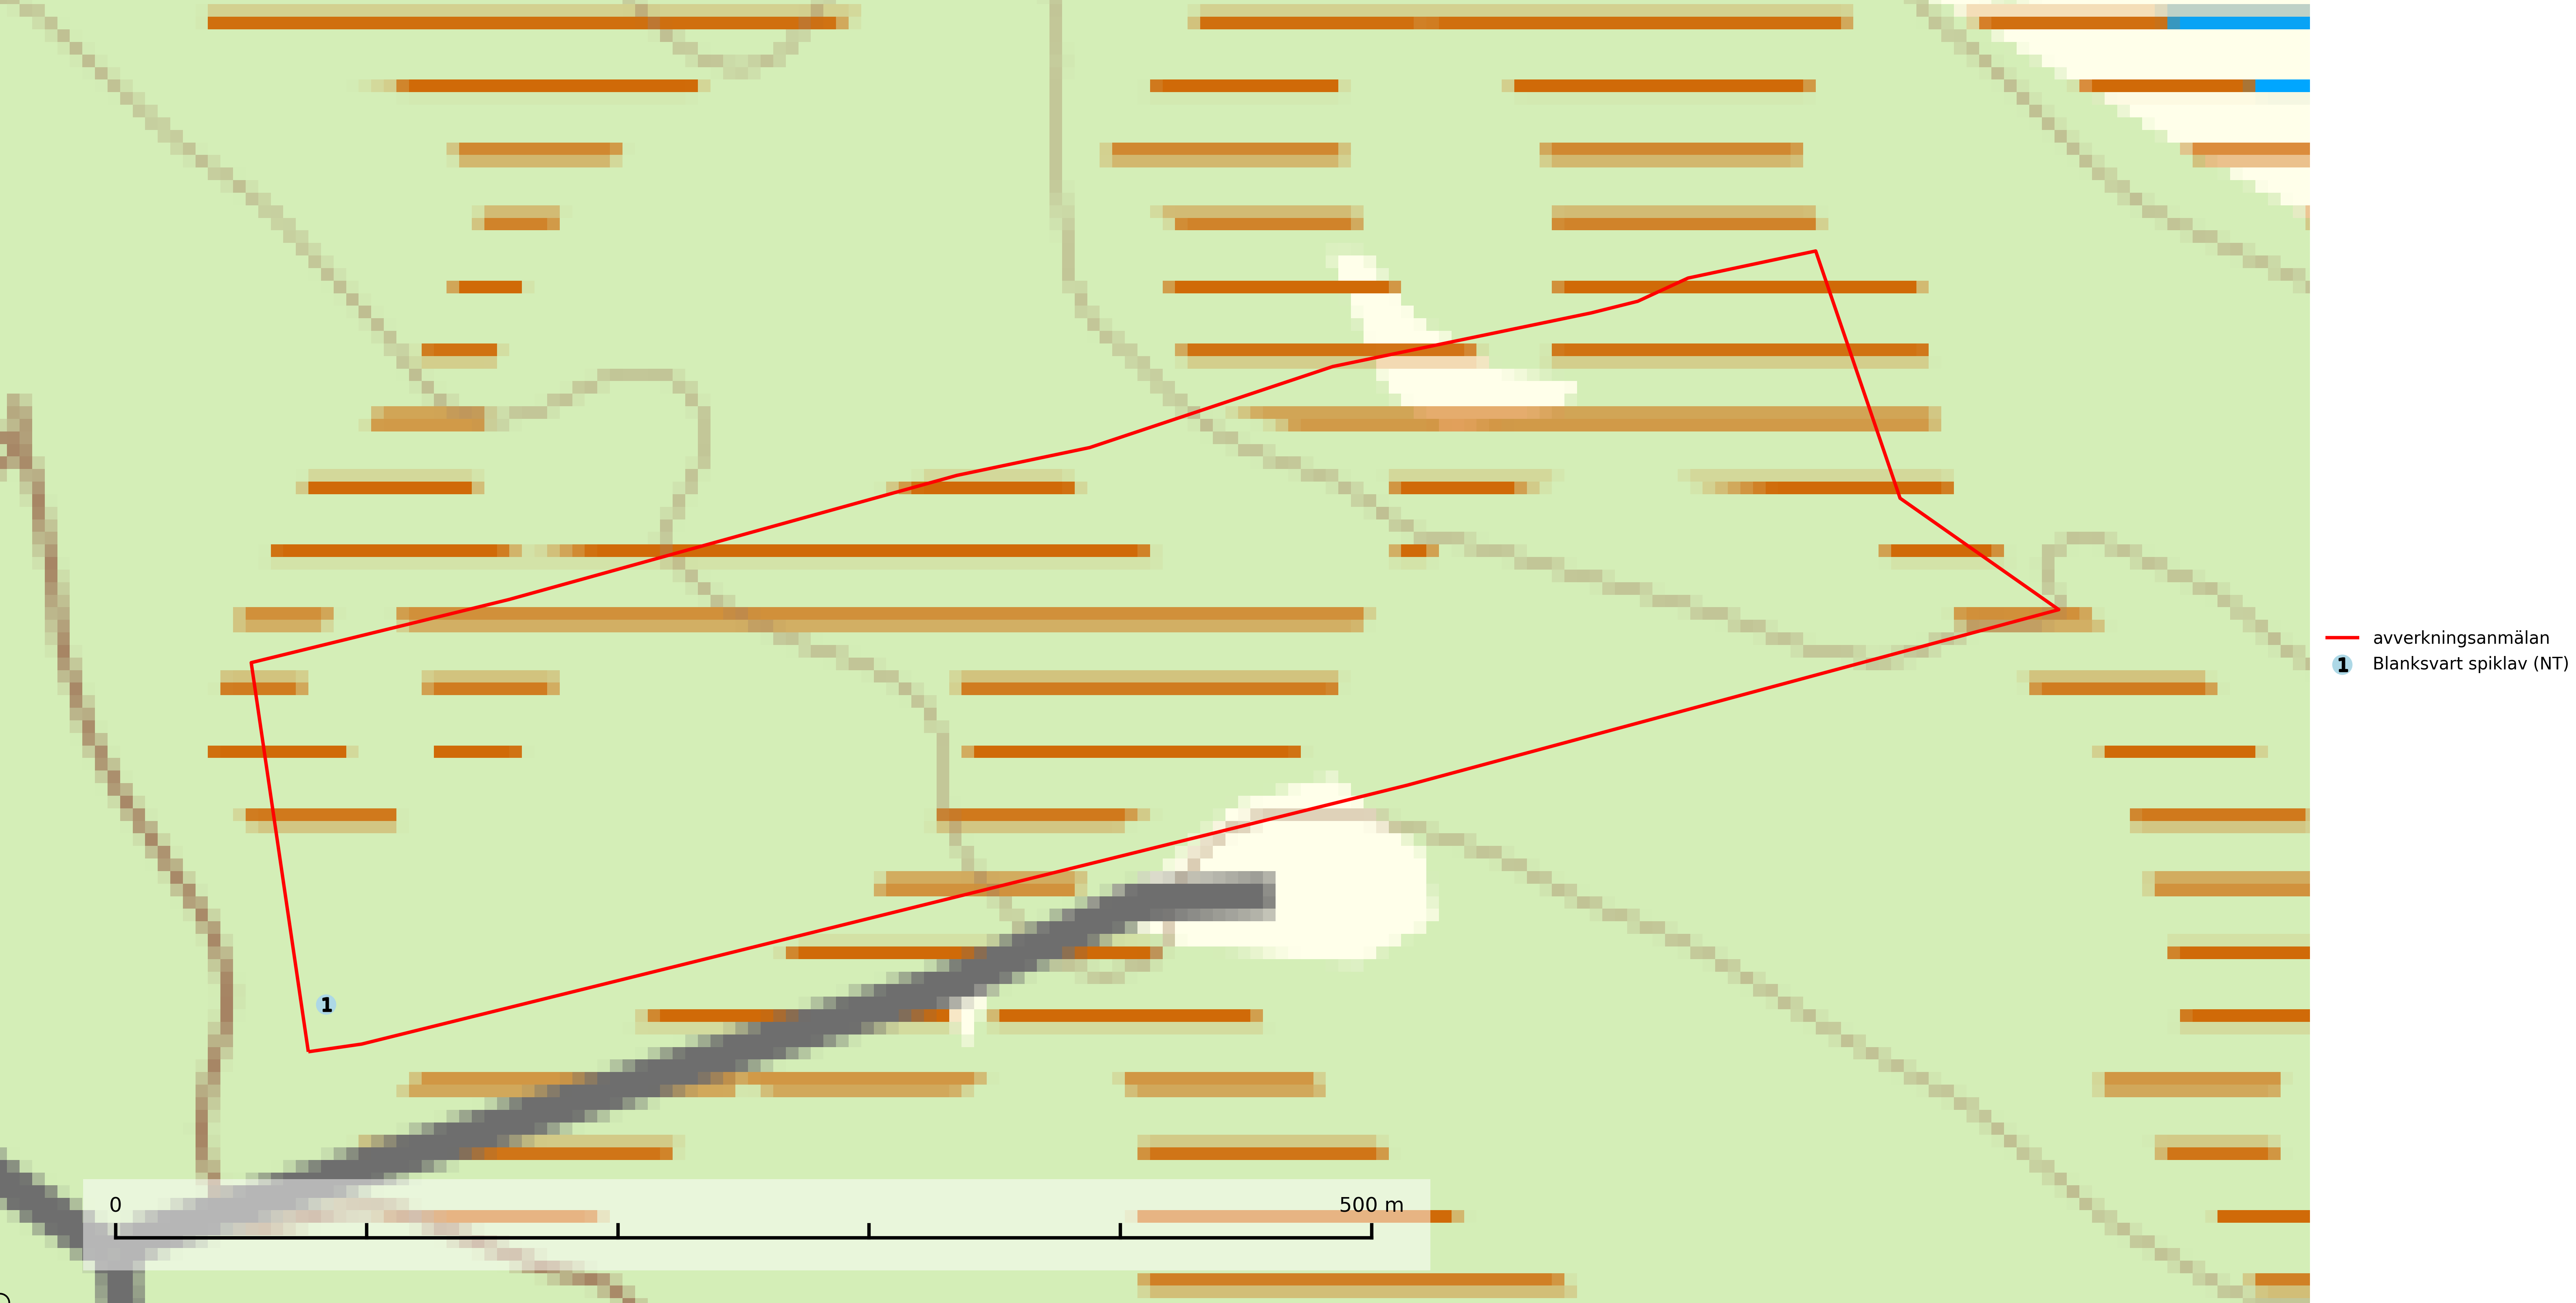 avverkningsanmälan
1 Blanksvart spiklav (NT)
1
0 500 m